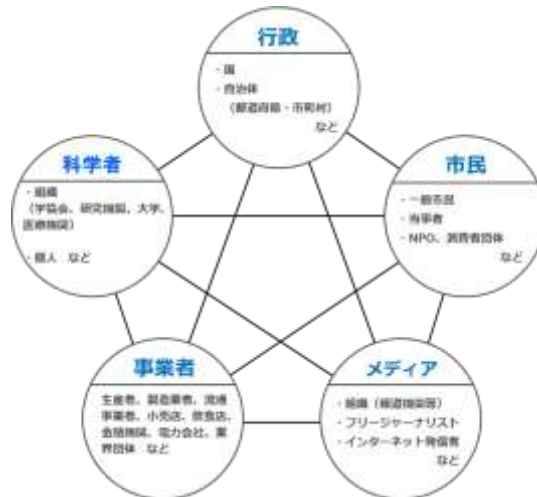 行政
・国
・自治体
（都道府県・市町村）
など
科学者
・組織
（学協会、研究機関、大学、
医療機関）
・個人　など
市民
・一般市民
・当事者
・NPO、消費者団体
など
事業者
生産者、製造業者、流通
事業者、小売店、飲食店、
金融機関、電力会社、業
界団体　など
メディア
・組織（報道機関等）
・フリージャーナリスト
・インターネット発信者
など